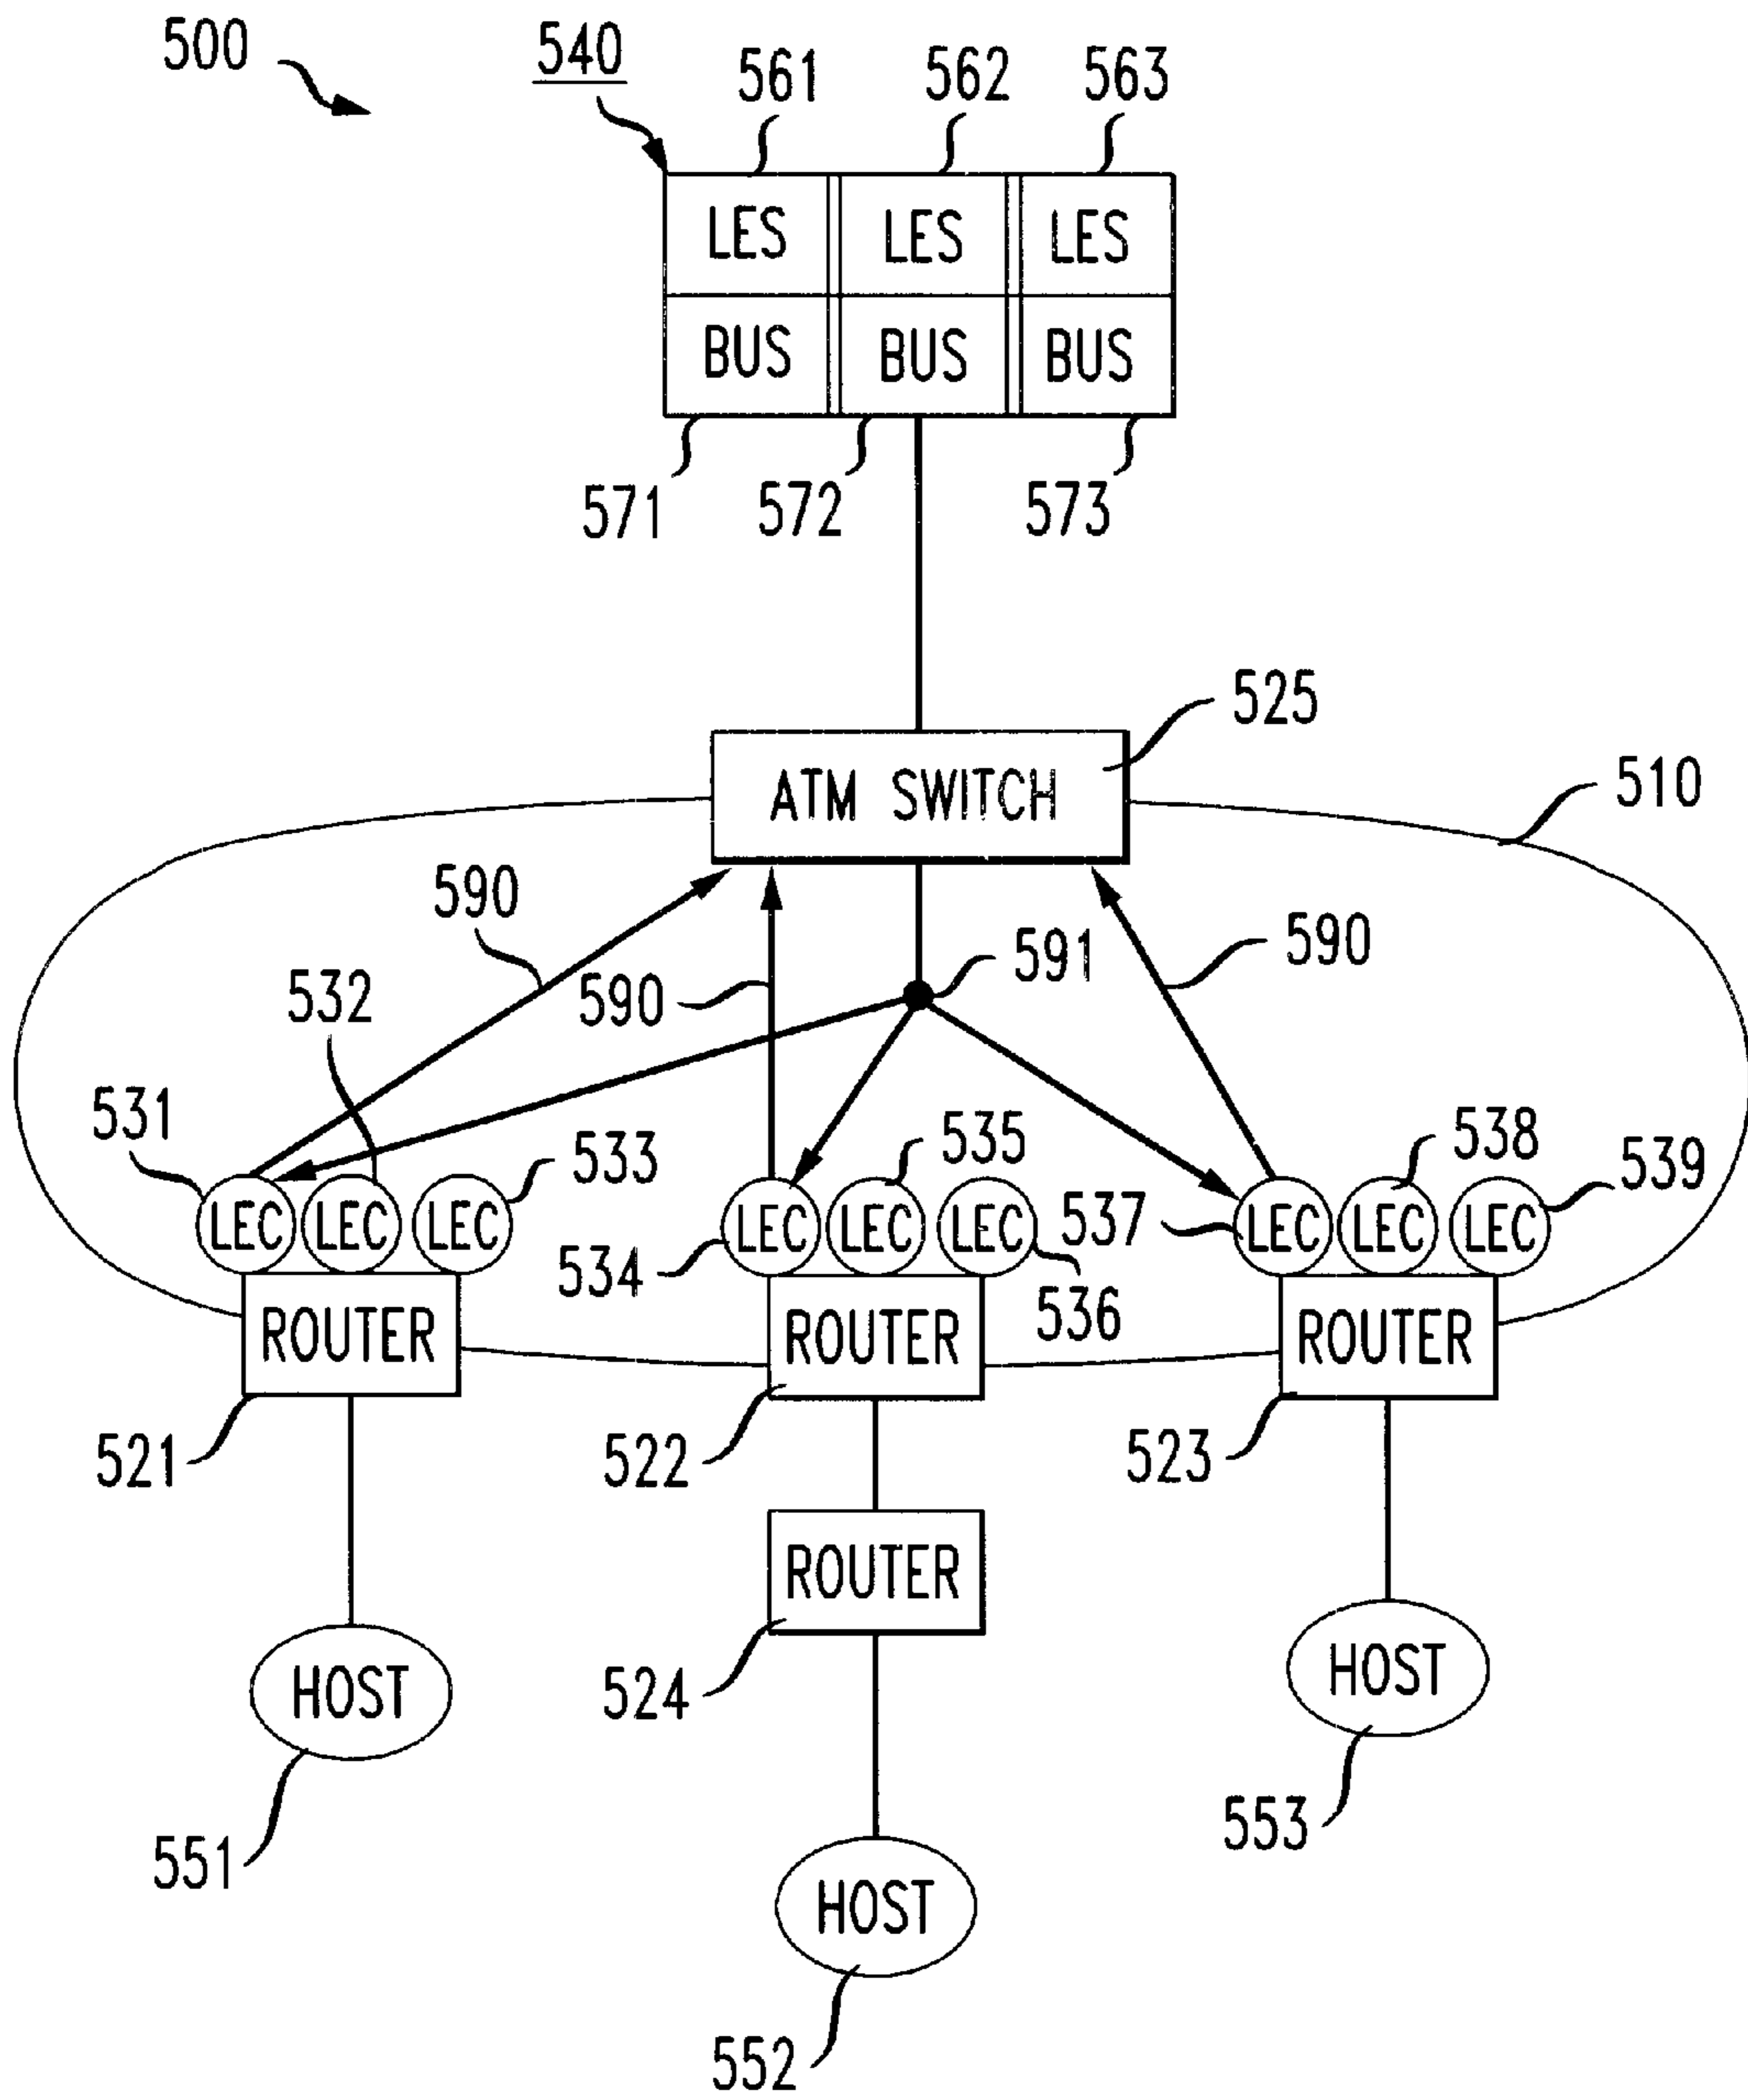 500
540
561 562 563
LES LES LES
BUS BUS BUS
571 572 573
525
ATM SWITCH
510
590
590
591
590
532
531
533
535
538
539
LEC LEC LEC
534
LEC LEC LEC
537
LEC LEC LEC
536
ROUTER
ROUTER
ROUTER
521
522
523
ROUTER
524
HOST
HOST
551
553
HOST
552